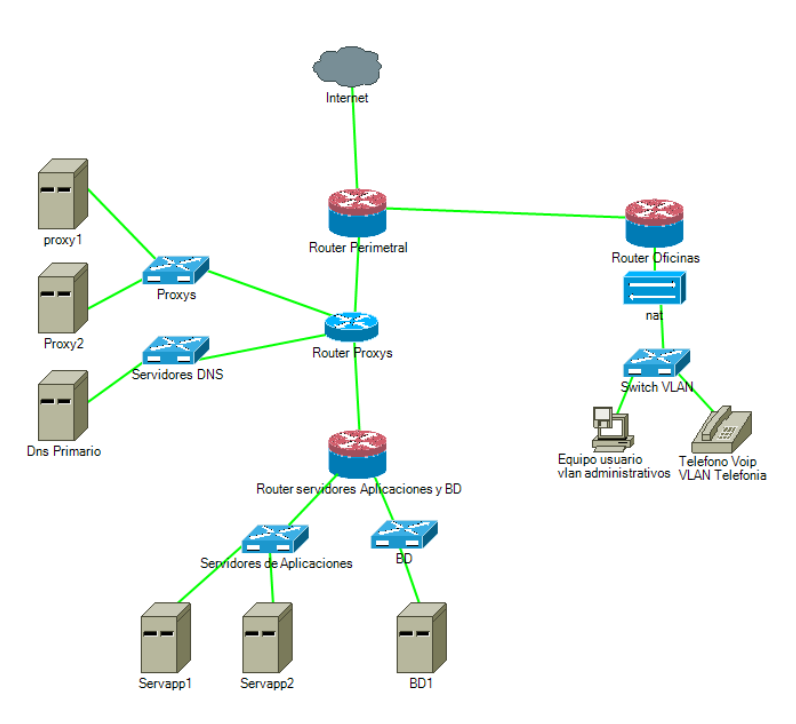 Internet
proxy1
Router Perimetral
Router Oficinas
Proxys
nat
Proxy2
Router Proxys
Servidores DNS
Switch VLAN
Dns Primario
Equipo usuario
vlan administrativos
Telefono Voip
VLAN Telefonia
Router servidores Aplicaciones y BD
Servidores de Aplicaciones
BD
Servapp1
Servapp2
BD1